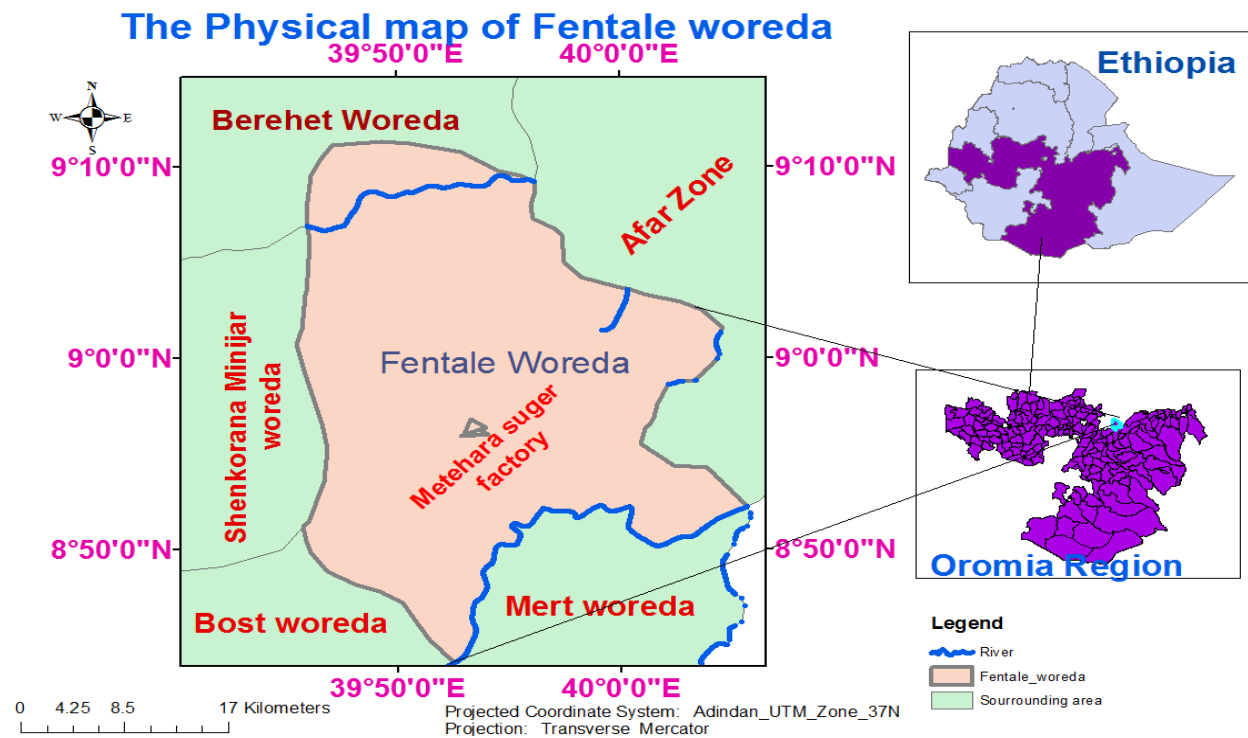 The Physical map of Fentale woreda
39°50'0"E
40°0'0"E
N
W
E
S
Berehet Woreda
9°10'0"N
9°10'0"N
Afar Zone
Ethiopia
Shenkorana Minijar
woreda
9°0'0"N
9°0'0"N
Fentale Woreda
Metehara suger
factory
8°50'0"N
8°50'0"N
Oromia Region
Bost woreda
Mert woreda
39°50'0"E
40°0'0"E
Legend
River
Fentale_woreda
Sourrounding area
0 4.25 8.5 17 Kilometers
Projected Coordinate System: Adindan_UTM_Zone_37N
Projection: Transverse Mercator